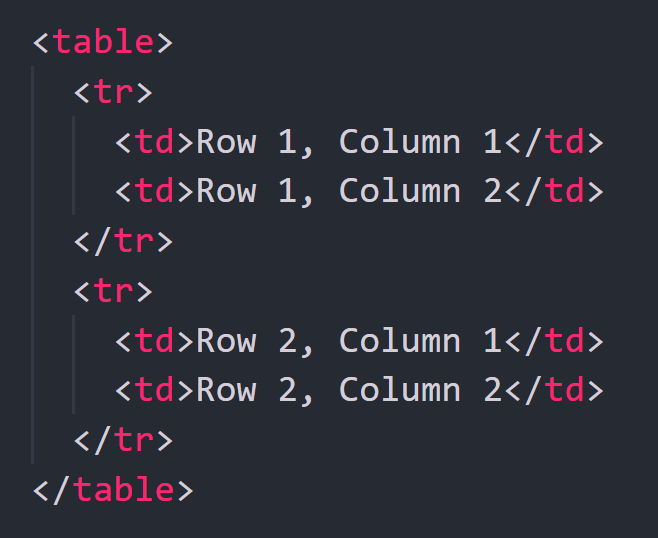 <table>
<tr>
<td>Row 1, Column 1</td>
<td>Row 1, Column 2</td>
</tr>
<tr>
<td>Row 2, Column 1</td>
<td>Row 2, Column 2</td>
</tr>
</table>